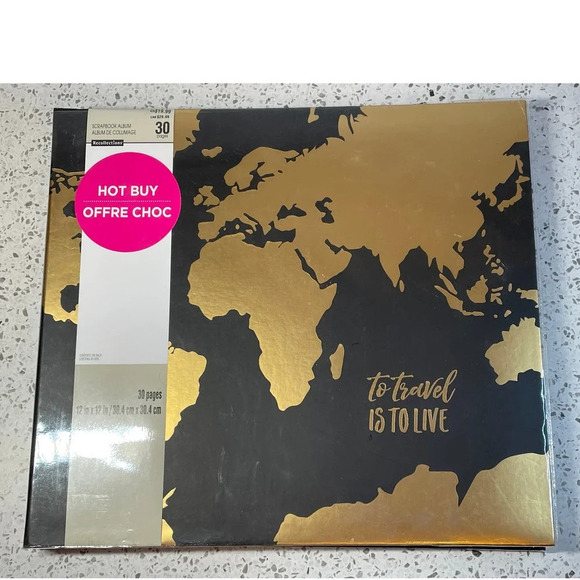 SCRAPBOOK ALBUM
ALBUM DE COLLIMAGE
30
pages
Recollections
HOT BUY
OFFRE CHOC
30 pages
12 in x 12 in / 30.4 cm x 30.4 cm
to travel
IS TO LIVE